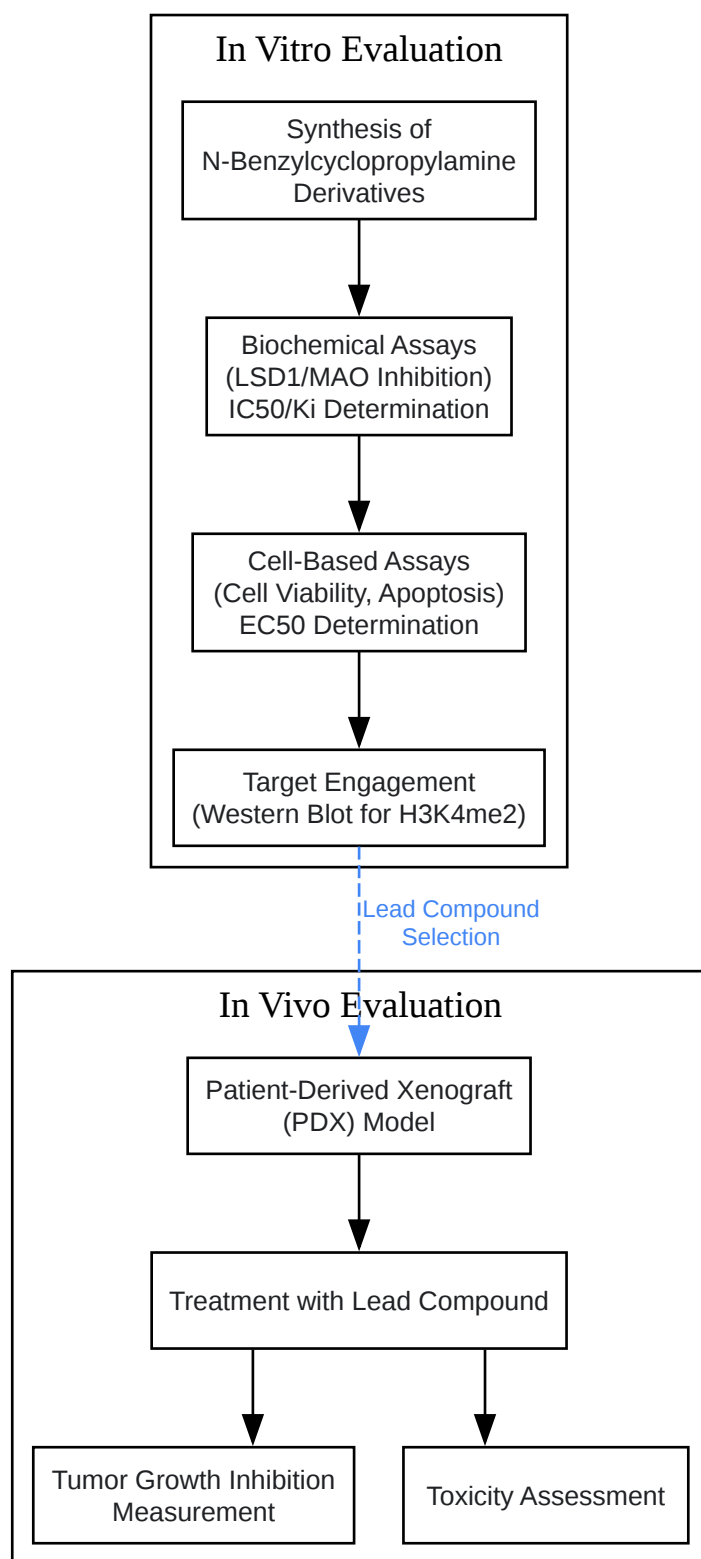 In Vitro Evaluation
Synthesis of
N-Benzylcyclopropylamine
Derivatives
Biochemical Assays
(LSD1/MAO Inhibition)
IC50/Ki Determination
Cell-Based Assays
(Cell Viability, Apoptosis)
EC50 Determination
Target Engagement
(Western Blot for H3K4me2)
Lead Compound
Selection
In Vivo Evaluation
Patient-Derived Xenograft
(PDX) Model
Treatment with Lead Compound
Tumor Growth Inhibition
Measurement
Toxicity Assessment